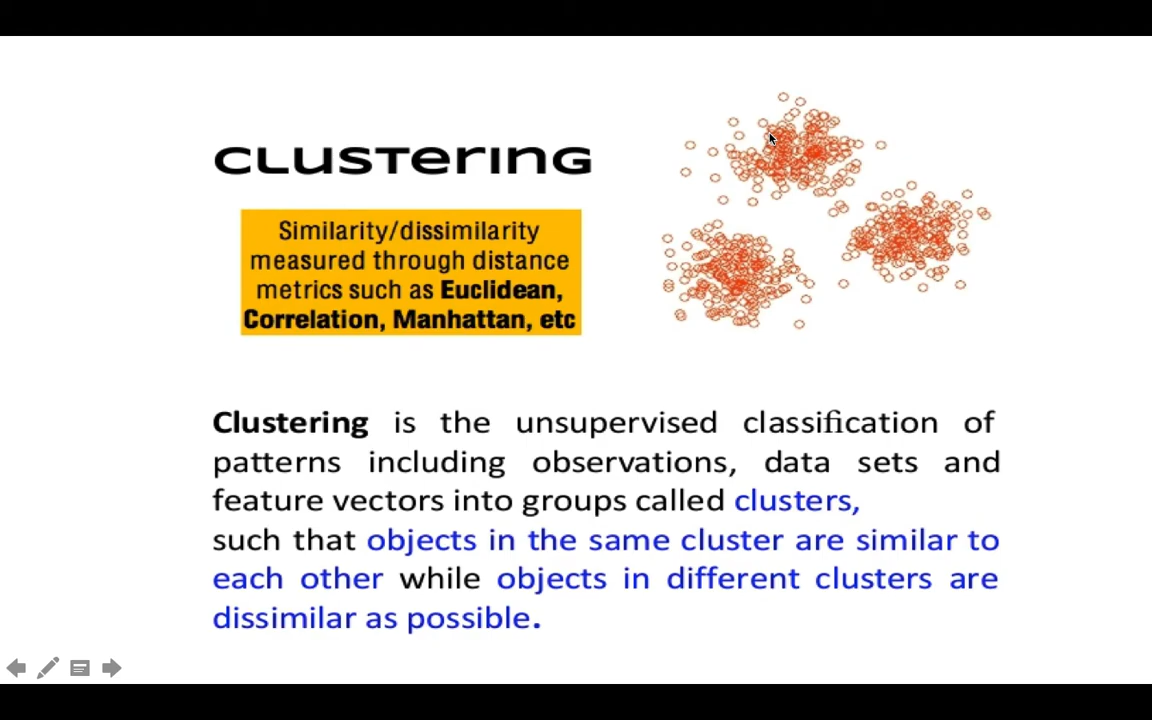 CLUSTERING
Similarity/dissimilarity
measured through distance
metrics such as Euclidean,
Correlation, Manhattan, etc
Clustering is the unsupervised classification of
patterns including observations, data sets and
feature vectors into groups called clusters,
such that objects in the same cluster are similar to
each other while objects in different clusters are
dissimilar as possible.